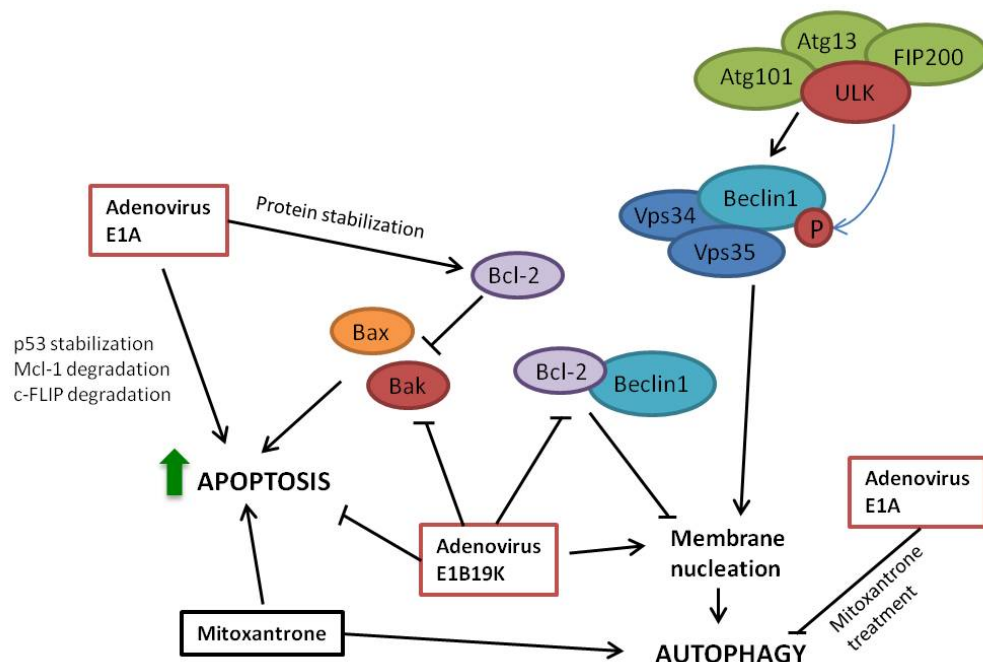 Atg13
FIP200
Atg101
ULK
Beclin1
P
Vps34
Vps35
Adenovirus
E1A
Protein stabilization
Bcl-2
Bax
Bak
p53 stabilization
Mcl-1 degradation
c-FLIP degradation
Bcl-2
Beclin1
APOPTOSIS
Adenovirus
E1B19K
Membrane
nucleation
Adenovirus
E1A
Mitoxantrone
treatment
Mitoxantrone
AUTOPHAGY